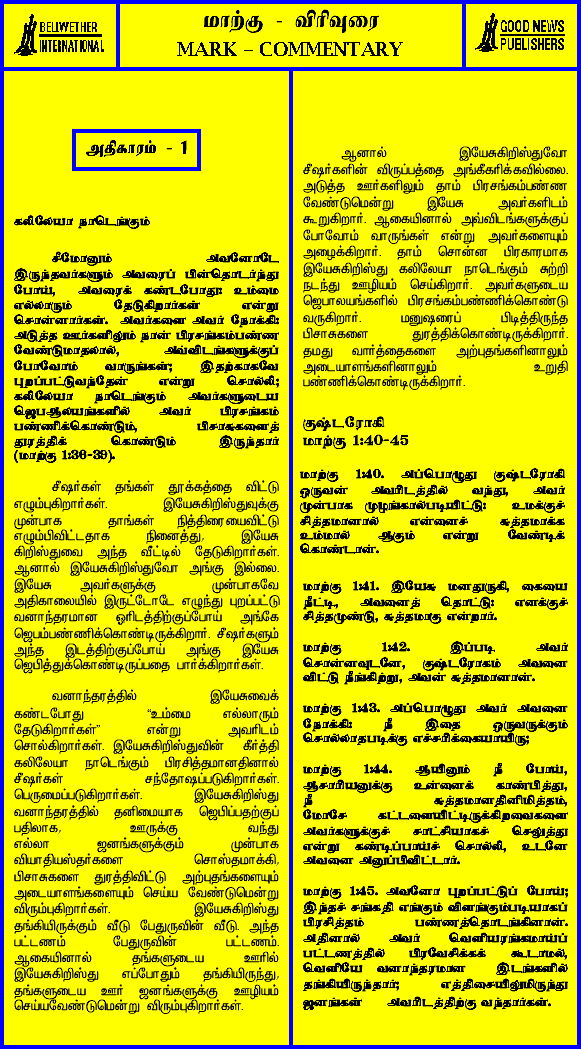 BELLWETHER
INTERNATIONAL
மாற்கு - விரிவுரை
MARK – COMMENTARY
GOOD NEWS
PUBLISHERS
அதிகாரம் - 1
கலிலேயா நாடெங்கும்
சீமோனும் அவனோடே
இருந்தவர்களும் அவரைப் பின்தொடர்ந்து
போய், அவரைக் கண்டபோது: உம்மை
எல்லாரும் தேடுகிறார்கள் என்று
சொன்னார்கள். அவர்களை அவர் நோக்கி:
அடுத்த ஊர்களிலும் நான் பிரசங்கம்பண்ண
வேண்டுமாதலால், அவ்விடங்களுக்குப்
போவோம் வாருங்கள்; இதற்காகவே
புறப்பட்டுவந்தேன் என்று சொல்லி;
கலிலேயா நாடெங்கும் அவர்களுடைய
ஜெபஆலயங்களில் அவர் பிரசங்கம்
பண்ணிக்கொண்டும், பிசாசுகளைத்
துரத்திக் கொண்டும் இருந்தார்
(மாற்கு 1:36-39).
சீஷர்கள் தங்கள் தூக்கத்தை விட்டு
எழும்புகிறார்கள். இயேசுகிறிஸ்துவுக்கு
முன்பாக தாங்கள் நித்திரையைவிட்டு
எழும்பிவிட்டதாக நினைத்து, இயேசு
கிறிஸ்துவை அந்த வீட்டில் தேடுகிறார்கள்.
ஆனால் இயேசுகிறிஸ்துவோ அங்கு இல்லை.
இயேசு அவர்களுக்கு முன்பாகவே
அதிகாலையில் இருட்டோடே எழுந்து புறப்பட்டு
வனாந்தரமான ஓரிடத்திற்குப்போய் அங்கே
ஜெபம்பண்ணிக்கொண்டிருக்கிறார். சீஷர்களும்
அந்த இடத்திற்குப்போய் அங்கு இயேசு
ஜெபித்துக்கொண்டிருப்பதை பார்க்கிறார்கள்.
வனாந்தரத்தில் இயேசுவைக்
கண்டபோது “உம்மை எல்லாரும்
தேடுகிறார்கள்” என்று அவரிடம்
சொல்கிறார்கள். இயேசுகிறிஸ்துவின் கீர்த்தி
கலிலேயா நாடெங்கும் பிரசித்தமானதினால்
சீஷர்கள் சந்தோஷப்படுகிறார்கள்.
பெருமைப்படுகிறார்கள். இயேசுகிறிஸ்து
வனாந்தரத்தில் தனிமையாக ஜெபிப்பதற்குப்
பதிலாக, ஊருக்கு வந்து
எல்லா ஜனங்களுக்கும் முன்பாக
வியாதியஸ்தர்களை சொஸ்தமாக்கி,
பிசாசுகளை துரத்திவிட்டு அற்புதங்களையும்
அடையாளங்களையும் செய்ய வேண்டுமென்று
விரும்புகிறார்கள். இயேசுகிறிஸ்து
தங்கியிருக்கும் வீடு பேதுருவின் வீடு. அந்த
பட்டணம் பேதுருவின் பட்டணம்.
ஆகையினால் தங்களுடைய ஊரில்
இயேசுகிறிஸ்து எப்போதும் தங்கியிருந்து,
தங்களுடைய ஊர் ஜனங்களுக்கு ஊழியம்
செய்யவேண்டுமென்று விரும்புகிறார்கள்.
ஆனால் இயேசுகிறிஸ்துவோ
சீஷர்களின் விருப்பத்தை அங்கீகரிக்கவில்லை.
அடுத்த ஊர்களிலும் தாம் பிரசங்கம்பண்ண
வேண்டுமென்று இயேசு அவர்களிடம்
கூறுகிறார். ஆகையினால் அவ்விடங்களுக்குப்
போவோம் வாருங்கள் என்று அவர்களையும்
அழைக்கிறார். தாம் சொன்ன பிரகாரமாக
இயேசுகிறிஸ்து கலிலேயா நாடெங்கும் சுற்றி
நடந்து ஊழியம் செய்கிறார். அவர்களுடைய
ஜெபாலயங்களில் பிரசங்கம்பண்ணிக்கொண்டு
வருகிறார். மனுஷரைப் பிடித்திருந்த
பிசாசுகளை துரத்திக்கொண்டிருக்கிறார்.
தமது வார்த்தைகளை அற்புதங்களினாலும்
அடையாளங்களினாலும் உறுதி
பண்ணிக்கொண்டிருக்கிறார்.
குஷ்டரோகி
மாற்கு 1:40-45
மாற்கு 1:40. அப்பொழுது குஷ்டரோகி
ஒருவன் அவரிடத்தில் வந்து, அவர்
முன்பாக முழங்கால்படியிட்டு: உமக்குச்
சித்தமானால் என்னைச் சுத்தமாக்க
உம்மால் ஆகும் என்று வேண்டிக்
கொண்டான்.
மாற்கு 1:41. இயேசு மனதுருகி, கையை
நீட்டி, அவனைத் தொட்டு: எனக்குச்
சித்தமுண்டு, சுத்தமாகு என்றார்.
மாற்கு 1:42. இப்படி அவர்
சொன்னவுடனே, குஷ்டரோகம் அவனை
விட்டு நீங்கிற்று, அவன் சுத்தமானான்.
மாற்கு 1:43. அப்பொழுது அவர் அவனை
நோக்கி: நீ இதை ஒருவருக்கும்
சொல்லாதபடிக்கு எச்சரிக்கையாயிரு;
மாற்கு 1:44. ஆயினும் நீ போய்,
ஆசாரியனுக்கு உன்னைக் காண்பித்து,
நீ சுத்தமானதினிமித்தம்,
மோசே கட்டளையிட்டிருக்கிறவைகளை
அவர்களுக்குச் சாட்சியாகச் செலுத்து
என்று கண்டிப்பாய்ச் சொல்லி, உடனே
அவனை அனுப்பிவிட்டார்.
மாற்கு 1:45. அவனோ புறப்பட்டுப் போய்;
இந்தச் சங்கதி எங்கும் விளங்கும்படியாகப்
பிரசித்தம் பண்ணத்தொடங்கினான்.
அதினால் அவர் வெளியரங்கமாய்ப்
பட்டணத்தில் பிரவேசிக்கக் கூடாமல்,
வெளியே வனாந்தரமான இடங்களில்
தங்கியிருந்தார்; எத்திசையிலுமிருந்து
ஜனங்கள் அவரிடத்திற்கு வந்தார்கள்.